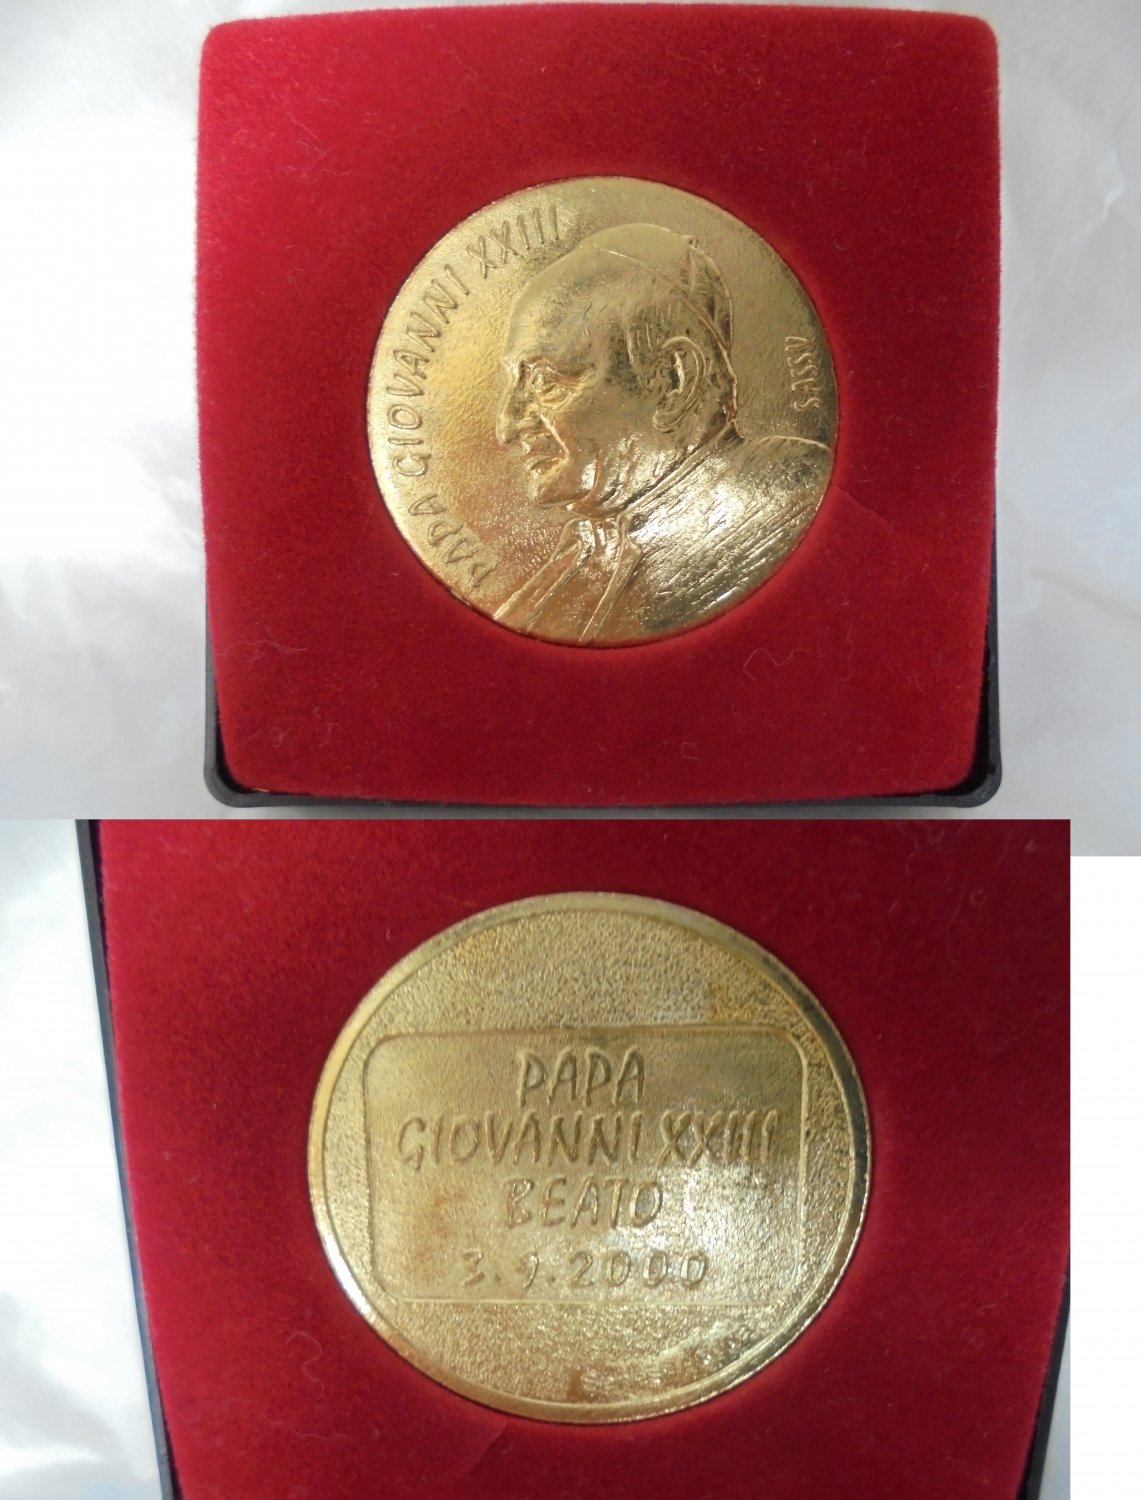 PAPA GIOVANNI XXIII
SASSU
PAPA
GIOVANNI XXIII
BEATO
3.9.2000